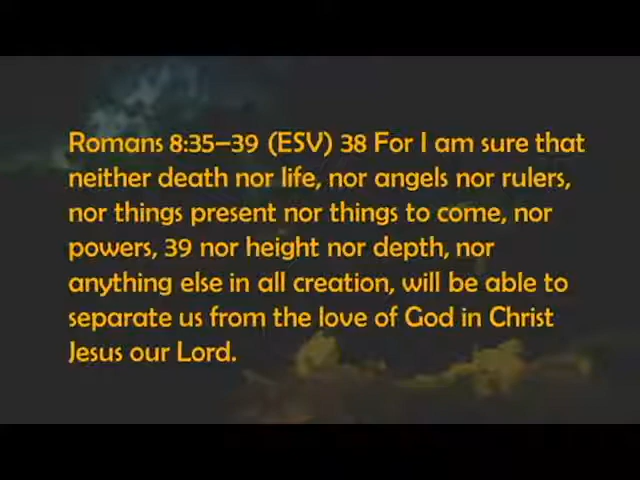 Romans 8:35–39 (ESV) 38 For I am sure that
neither death nor life, nor angels nor rulers,
nor things present nor things to come, nor
powers, 39 nor height nor depth, nor
anything else in all creation, will be able to
separate us from the love of God in Christ
Jesus our Lord.